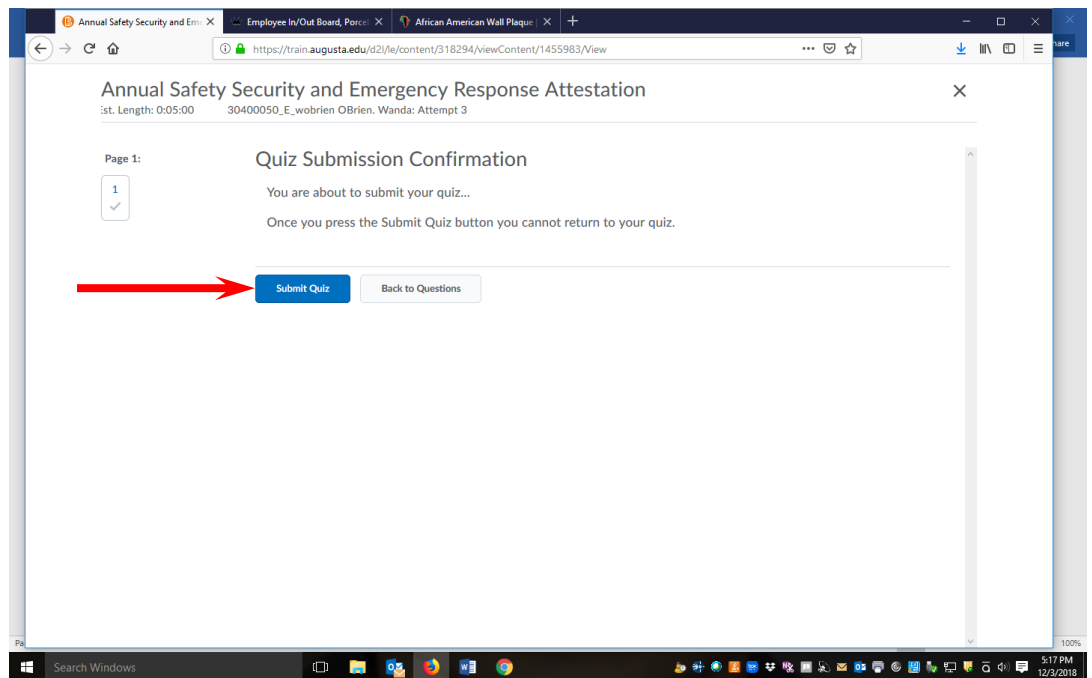 Annual Safety Security and Eme
Employee In/Out Board, Porcel
African American Wall Plaque |
https://train.augusta.edu/d2l/le/content/318294/viewContent/1455983/View
hare
Annual Safety Security and Emergency Response Attestation
Est. Length: 0:05:00 30400050_E_wobrien OBrien. Wanda: Attempt 3
Page 1:
1
Quiz Submission Confirmation
You are about to submit your quiz...
Once you press the Submit Quiz button you cannot return to your quiz.
Submit Quiz
Back to Questions
Pa
100%
Search Windows
5:17 PM
12/3/2018